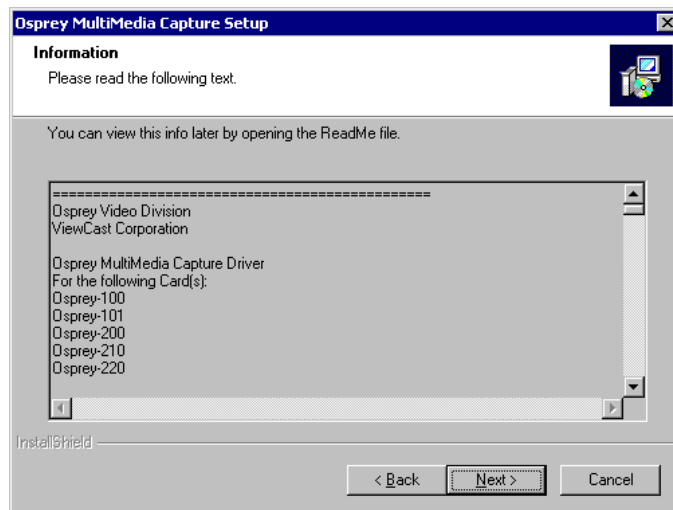 Osprey MultiMedia Capture Setup
Information
Please read the following text.
You can view this info later by opening the ReadMe file.
===============================================
Osprey Video Division
ViewCast Corporation
Osprey MultiMedia Capture Driver
For the following Card(s):
Osprey-100
Osprey-101
Osprey-200
Osprey-210
Osprey-220
InstallShield
< Back
Next >
Cancel